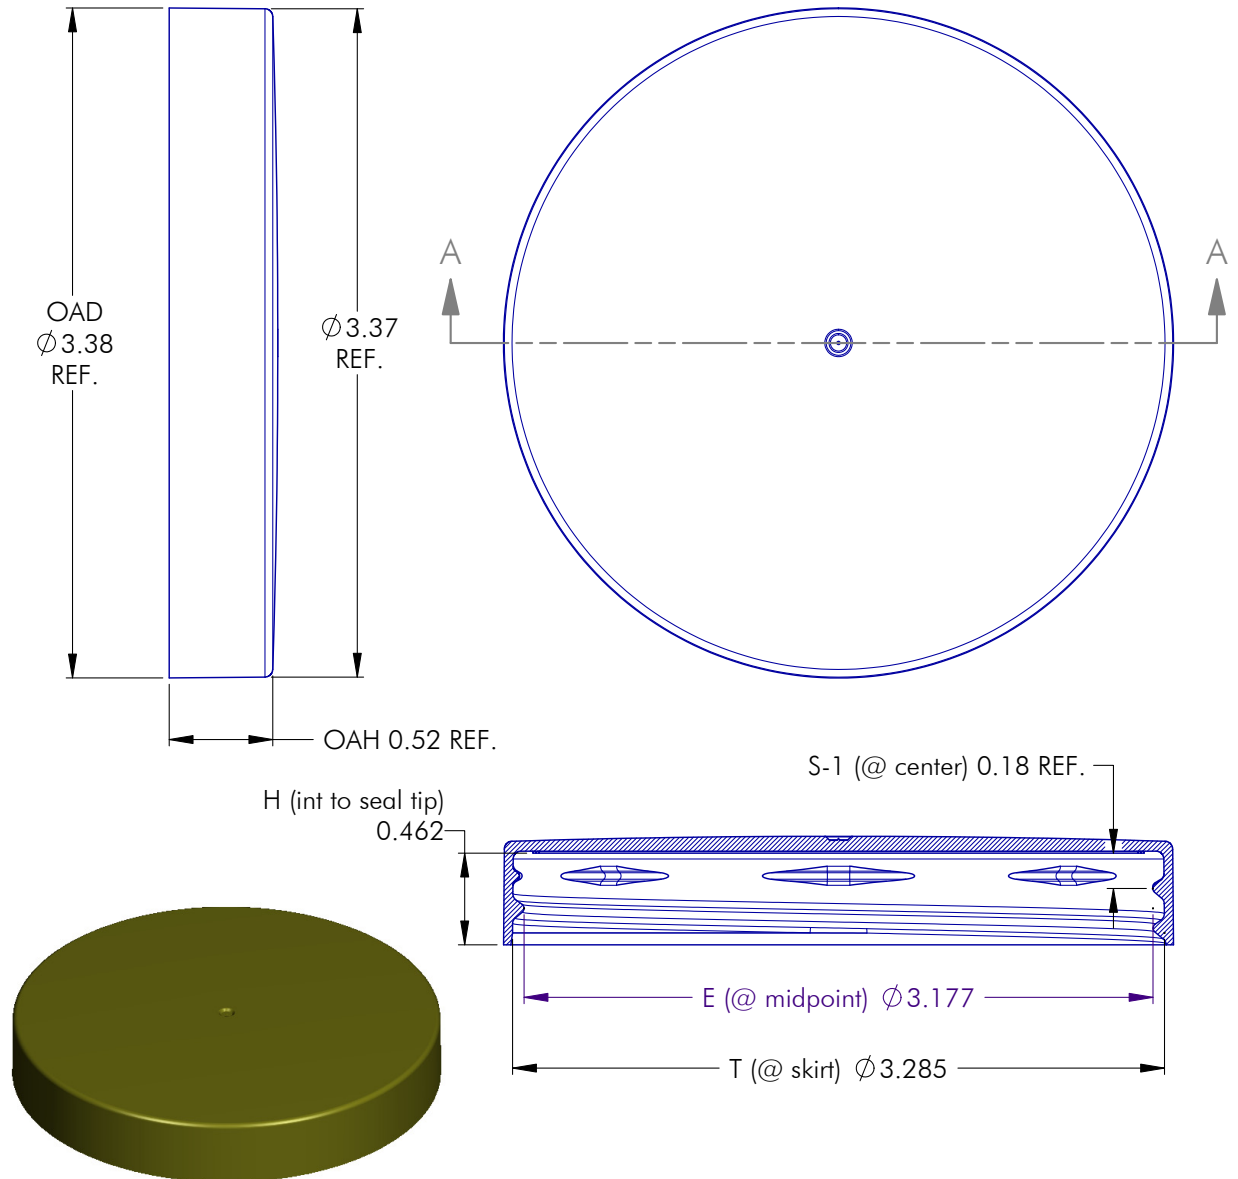 A
A
OAD
∅3.38
REF.
∅3.37
REF.
OAH 0.52 REF.
S-1 (@ center) 0.18 REF.
H (int to seal tip)
0.462
E (@ midpoint) ∅3.177
T (@ skirt) ∅3.285